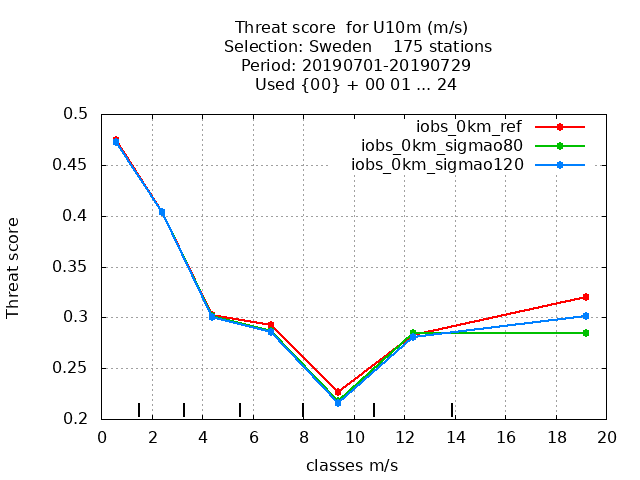 Threat score  for U10m (m/s)
Selection: Sweden    175 stations
Period: 20190701-20190729
Used {00} + 00 01 ... 24
iobs_0km_ref
iobs_0km_sigmao80
iobs_0km_sigmao120
Threat score
0.5
0.45
0.4
0.35
0.3
0.25
0.2
0 2 4 6 8 10 12 14 16 18 20
classes m/s